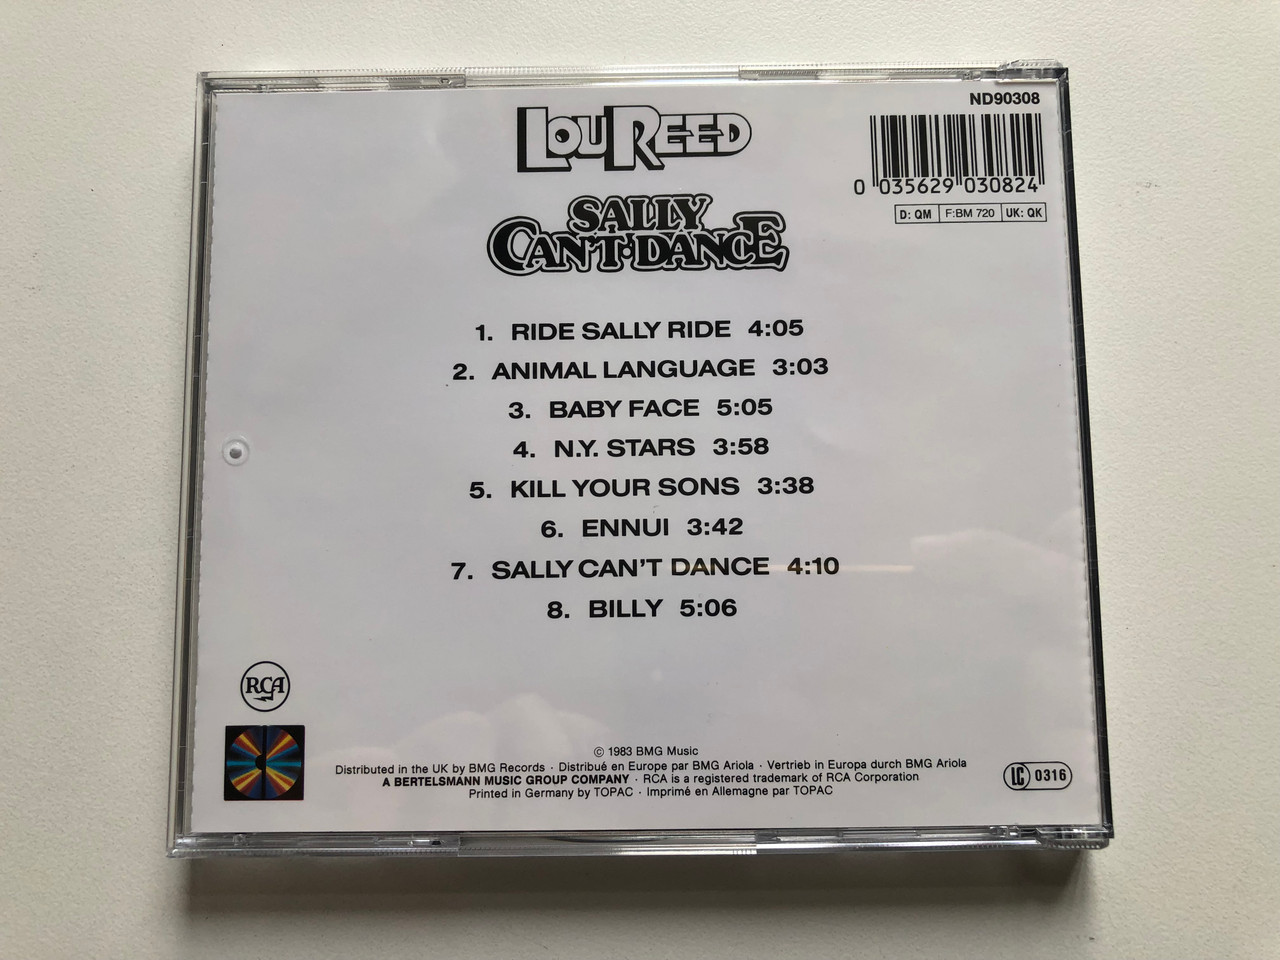 ND90308
LOU REED
0 035629 030824
SALLY
CAN'T·DANCE
D: QM F:BM 720 UK: QK
1. RIDE SALLY RIDE 4:05
2. ANIMAL LANGUAGE 3:03
3. BABY FACE 5:05
4. N.Y. STARS 3:58
5. KILL YOUR SONS 3:38
6. ENNUI 3:42
7. SALLY CAN'T DANCE 4:10
8. BILLY 5:06
RCA
© 1983 BMG Music
Distributed in the UK by BMG Records · Distribué en Europe par BMG Ariola · Vertrieb in Europa durch BMG Ariola
A BERTELSMANN MUSIC GROUP COMPANY · RCA is a registered trademark of RCA Corporation
Printed in Germany by TOPAC · Imprimé en Allemagne par TOPAC
LC 0316